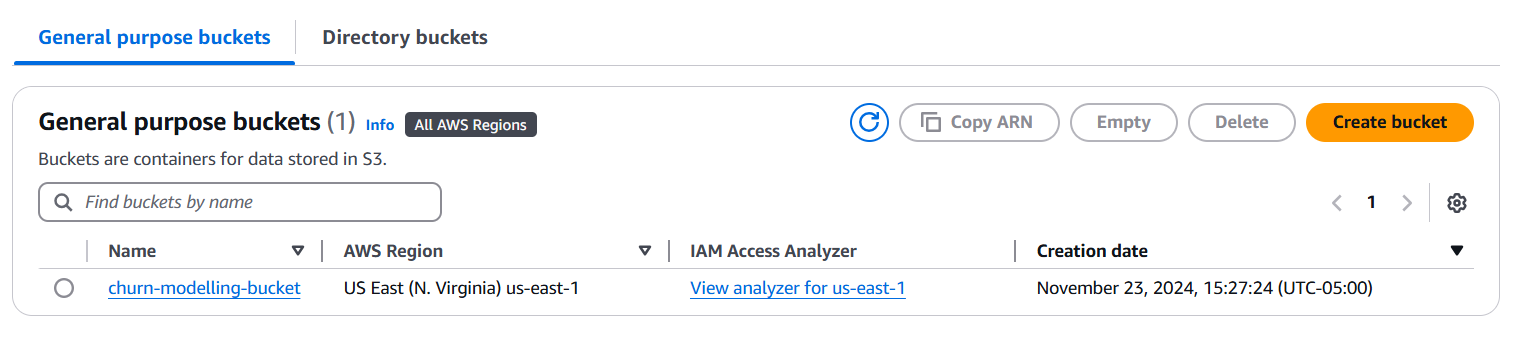 General purpose buckets Directory buckets
General purpose buckets (1) Info All AWS Regions Copy ARN Empty Delete Create bucket
Buckets are containers for data stored in S3.
Find buckets by name 1
Name AWS Region IAM Access Analyzer Creation date
churn-modelling-bucket US East (N. Virginia) us-east-1 View analyzer for us-east-1 November 23, 2024, 15:27:24 (UTC-05:00)